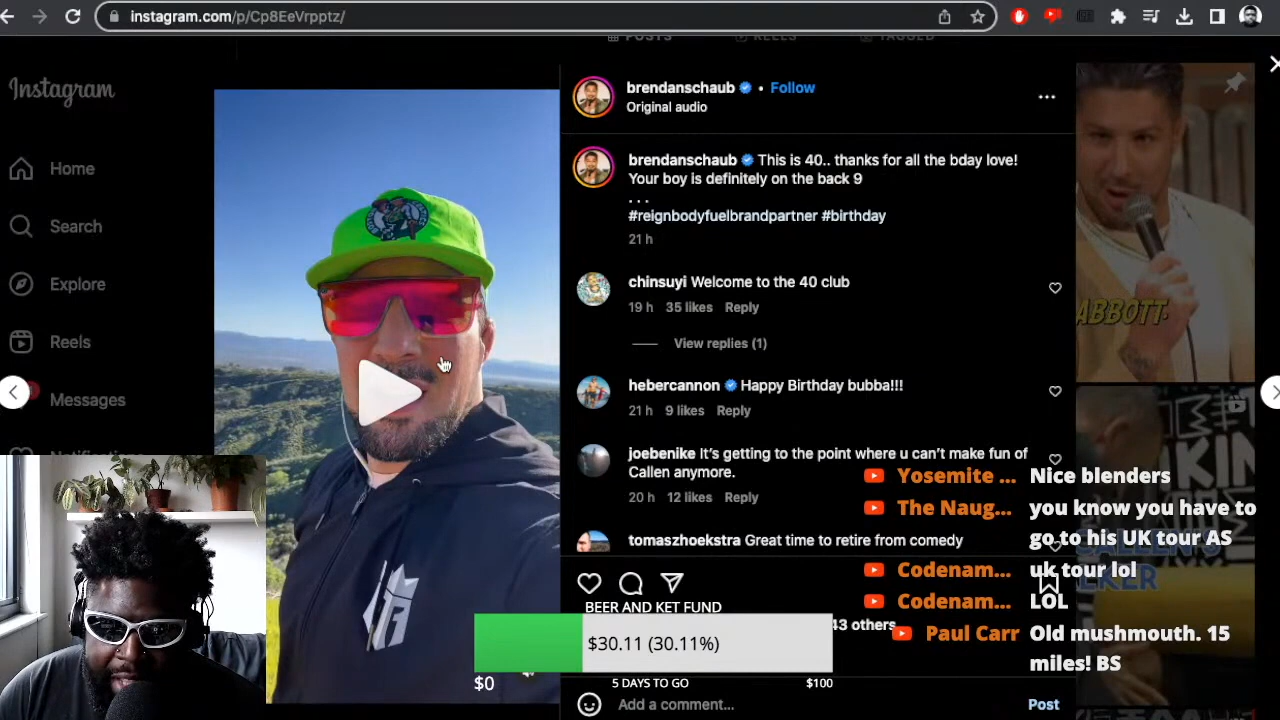 instagram.com/p/Cp8EeVrpptz/
POSTS
REELS
TAGGED
Instagram
Home
Search
Explore
Reels
Messages
brendanschaub • Follow
Original audio
•••
brendanschaub This is 40.. thanks for all the bday love!
Your boy is definitely on the back 9
. . .
#reignbodyfuelbrandpartner #birthday
21 h
chinsuyi Welcome to the 40 club
19 h 35 likes Reply
View replies (1)
hebercannon Happy Birthday bubba!!!
21 h 9 likes Reply
joebenike It's getting to the point where u can't make fun of
Callen anymore.
20 h 12 likes Reply
tomaszhoekstra Great time to retire from comedy
43 others
Add a comment...
Post
ABBOTT
Yosemite ... Nice blenders
The Naug... you know you have to
go to his UK tour AS
Codenam... uk tour lol
Codenam... LOL
Paul Carr Old mushmouth. 15
miles! BS
BEER AND KET FUND
$30.11 (30.11%)
$0
5 DAYS TO GO
$100